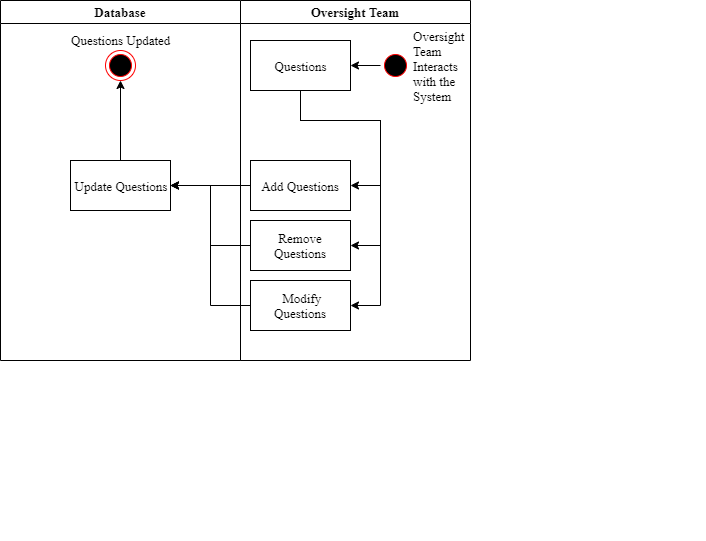 Database
Oversight Team
Questions Updated
Oversight
Team
Interacts
with the
System
Questions
Update Questions
Add Questions
Remove
Questions
Modify
Questions